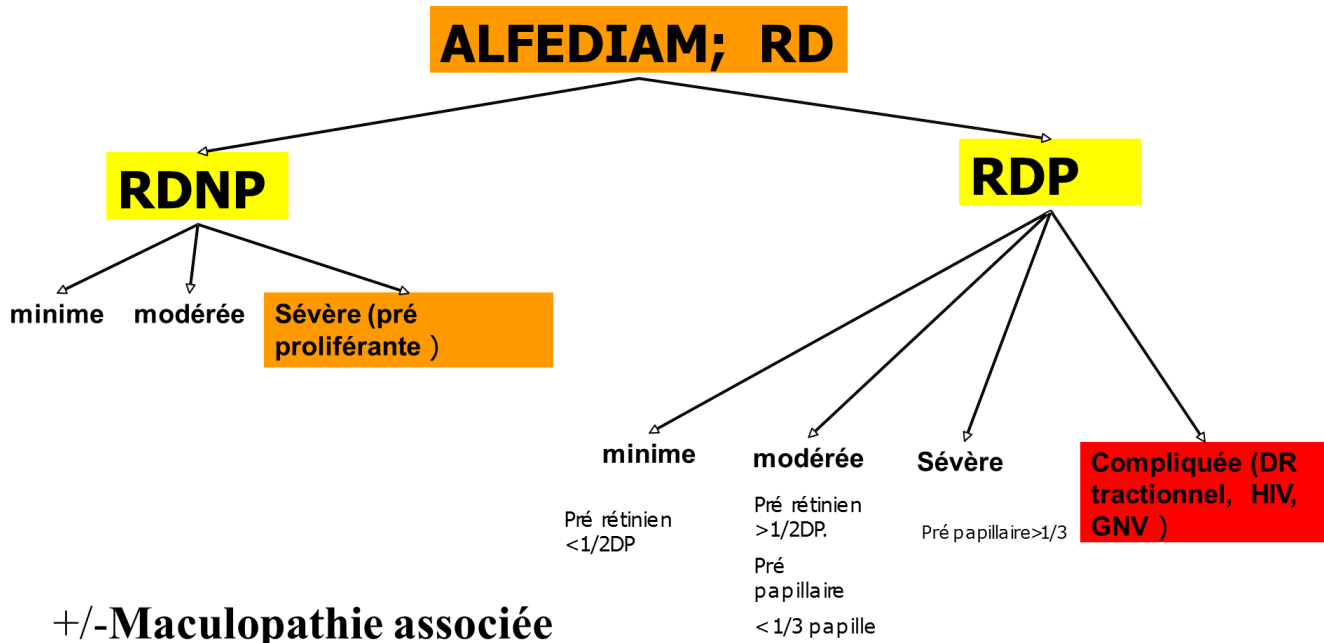 ALFEDIAM; RD
RDNP
RDP
minime
modérée
Sévère (pré
proliférante )
minime
Pré rétinien
<1/2DP
modérée
Pré rétinien
>1/2DP.
Pré
papillaire
<1/3 papille
Sévère
Pré papillaire>1/3
Compliquée (DR
tractionnel, HIV,
GNV )
+/-Maculopathie associée